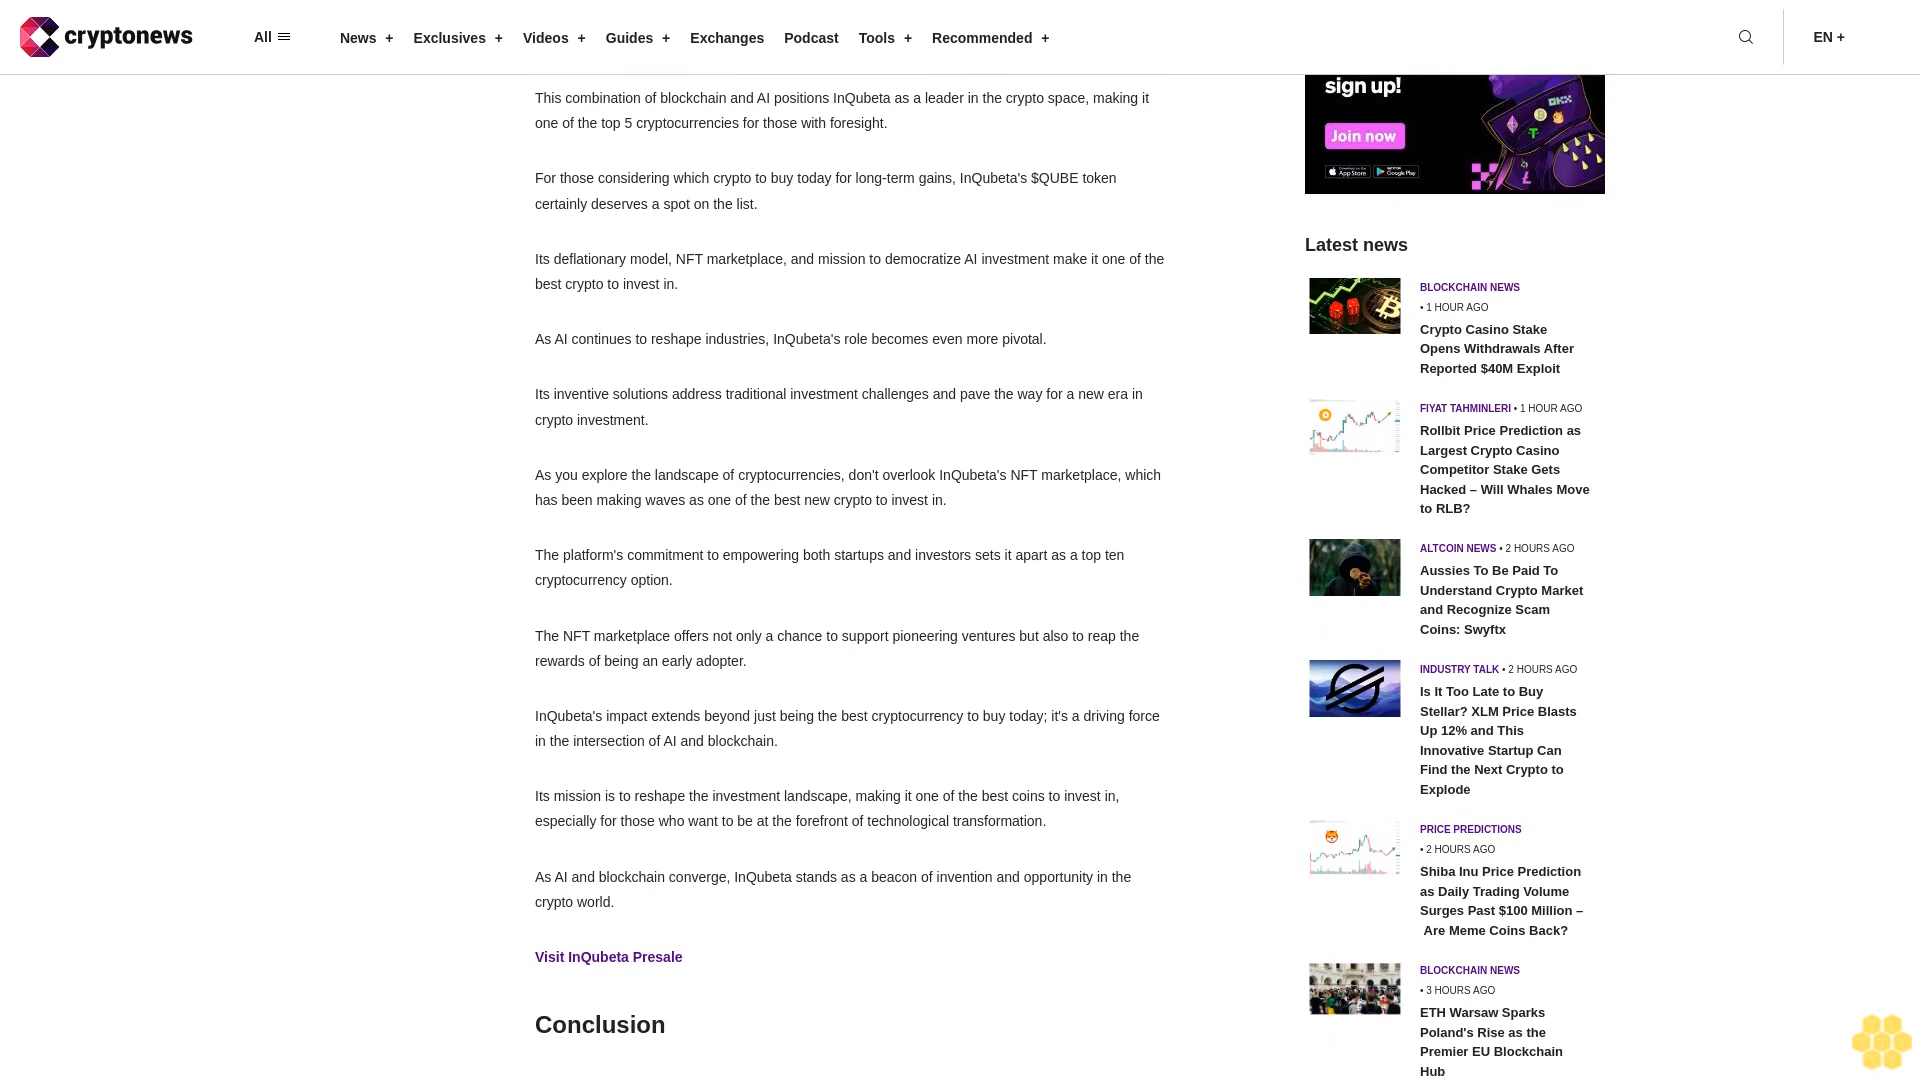 cryptonews
All
News +
Exclusives +
Videos +
Guides +
Exchanges
Podcast
Tools +
Recommended +
EN +
This combination of blockchain and AI positions InQubeta as a leader in the crypto space, making it
one of the top 5 cryptocurrencies for those with foresight.
For those considering which crypto to buy today for long-term gains, InQubeta's $QUBE token
certainly deserves a spot on the list.
Its deflationary model, NFT marketplace, and mission to democratize AI investment make it one of the
best crypto to invest in.
As AI continues to reshape industries, InQubeta's role becomes even more pivotal.
Its inventive solutions address traditional investment challenges and pave the way for a new era in
crypto investment.
As you explore the landscape of cryptocurrencies, don't overlook InQubeta's NFT marketplace, which
has been making waves as one of the best new crypto to invest in.
The platform's commitment to empowering both startups and investors sets it apart as a top ten
cryptocurrency option.
The NFT marketplace offers not only a chance to support pioneering ventures but also to reap the
rewards of being an early adopter.
InQubeta's impact extends beyond just being the best cryptocurrency to buy today; it's a driving force
in the intersection of AI and blockchain.
Its mission is to reshape the investment landscape, making it one of the best coins to invest in,
especially for those who want to be at the forefront of technological transformation.
As AI and blockchain converge, InQubeta stands as a beacon of invention and opportunity in the
crypto world.
Visit InQubeta Presale
Conclusion
sign up!
Join now
App Store
Google Play
Latest news
BLOCKCHAIN NEWS
• 1 HOUR AGO
Crypto Casino Stake
Opens Withdrawals After
Reported $40M Exploit
FIYAT TAHMINLERI • 1 HOUR AGO
Rollbit Price Prediction as
Largest Crypto Casino
Competitor Stake Gets
Hacked – Will Whales Move
to RLB?
ALTCOIN NEWS • 2 HOURS AGO
Aussies To Be Paid To
Understand Crypto Market
and Recognize Scam
Coins: Swyftx
INDUSTRY TALK • 2 HOURS AGO
Is It Too Late to Buy
Stellar? XLM Price Blasts
Up 12% and This
Innovative Startup Can
Find the Next Crypto to
Explode
PRICE PREDICTIONS
• 2 HOURS AGO
Shiba Inu Price Prediction
as Daily Trading Volume
Surges Past $100 Million –
Are Meme Coins Back?
BLOCKCHAIN NEWS
• 3 HOURS AGO
ETH Warsaw Sparks
Poland's Rise as the
Premier EU Blockchain
Hub